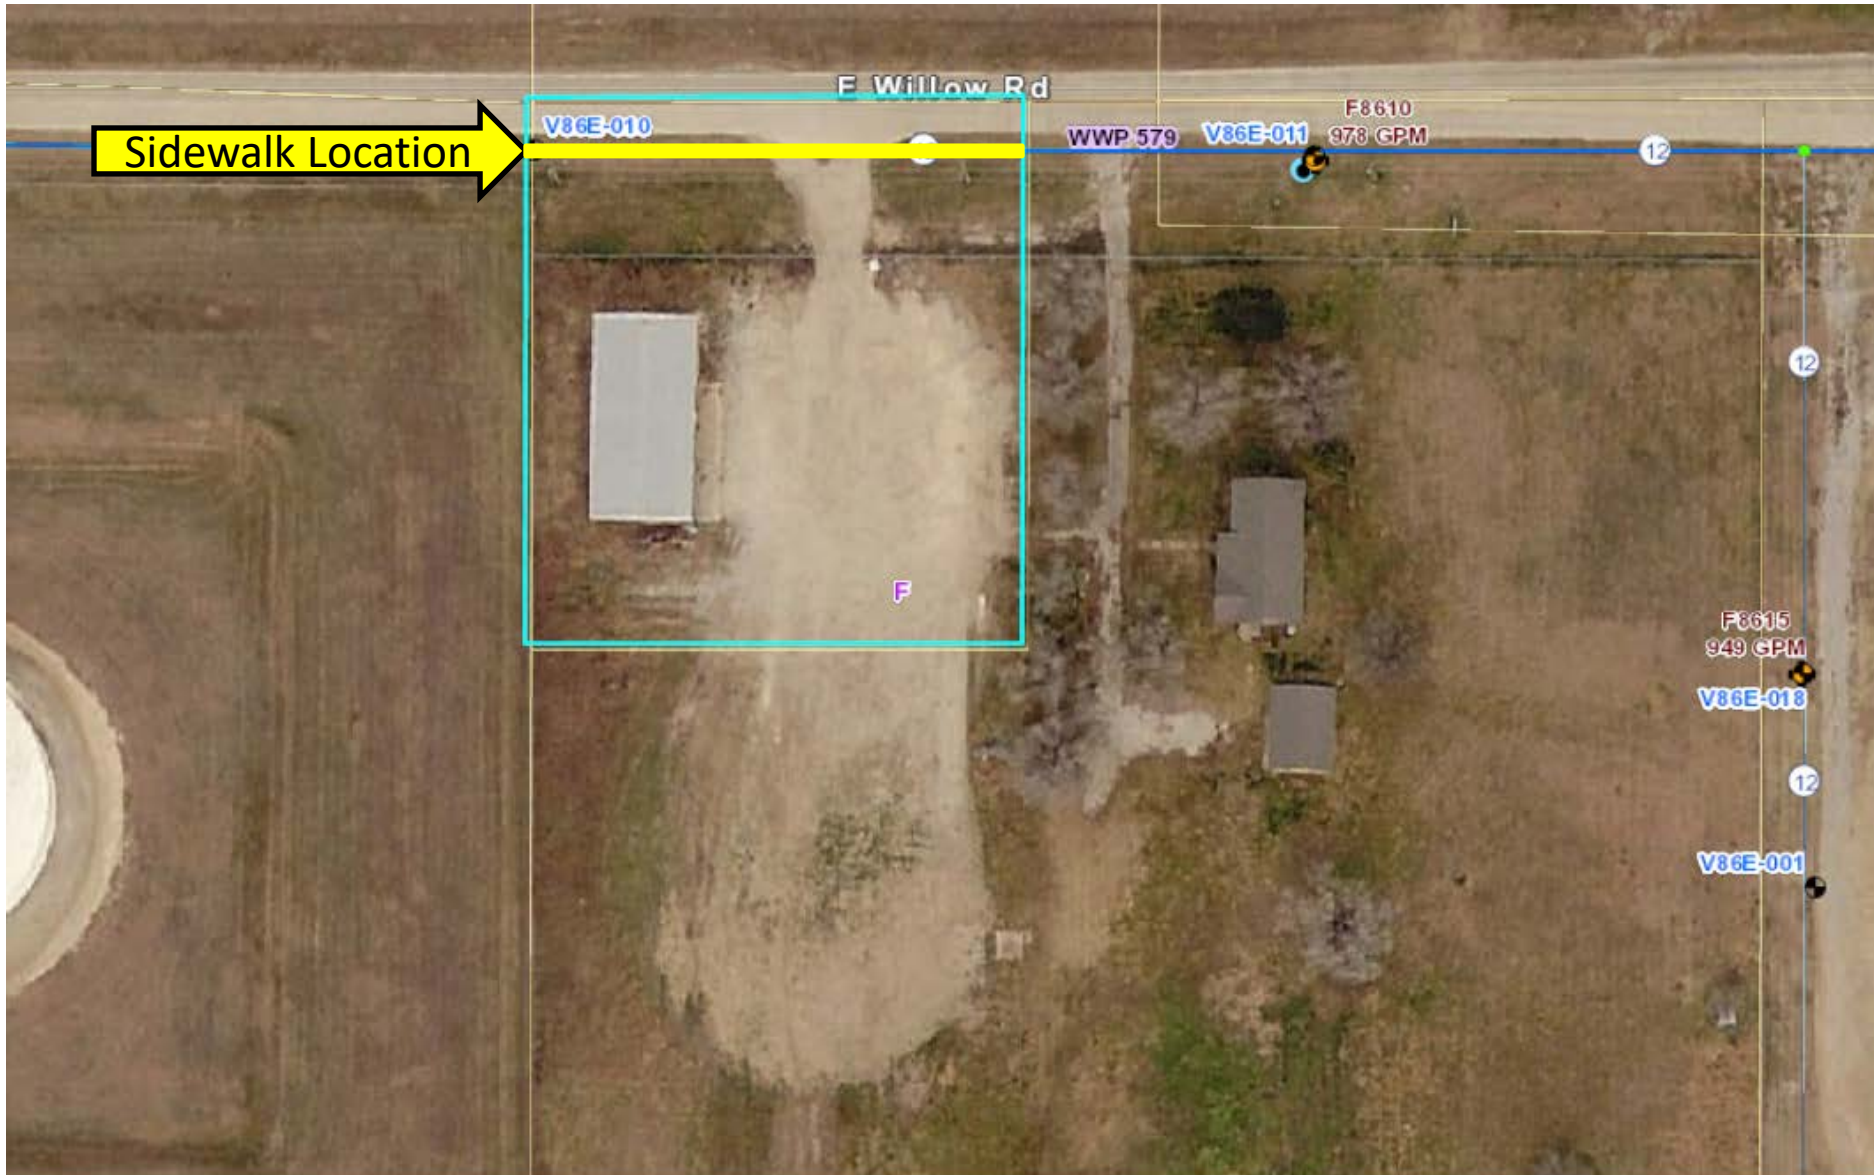 E Willow Rd
V86E-010
Sidewalk Location
WWP 579
V86E-011
F8610
978 GPM
12
12
F
F8615
949 GPM
V86E-018
12
V86E-001